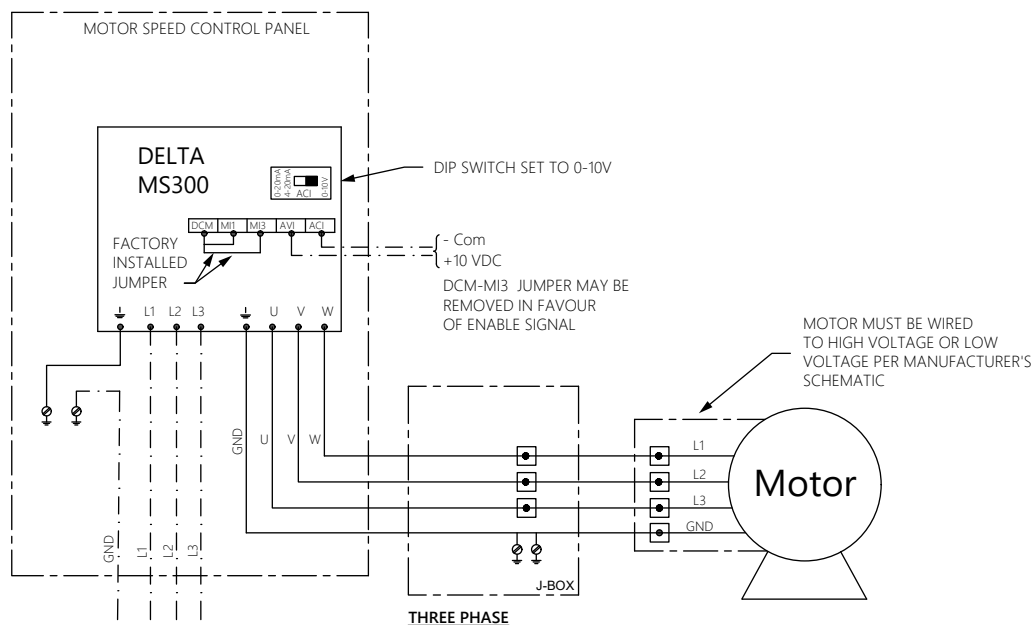 MOTOR SPEED CONTROL PANEL
DELTA
MS300
0-20mA
4-20mA
ACI
0-10V
DIP SWITCH SET TO 0-10V
DCM MI1 MI3 AVI ACI
FACTORY
INSTALLED
JUMPER
- Com
+10 VDC
DCM-MI3 JUMPER MAY BE
REMOVED IN FAVOUR
OF ENABLE SIGNAL
L1 L2 L3 U V W
MOTOR MUST BE WIRED
TO HIGH VOLTAGE OR LOW
VOLTAGE PER MANUFACTURER'S
SCHEMATIC
GND U V W
L1
L2
L3
GND
Motor
GND L1 L2 L3
J-BOX
THREE PHASE